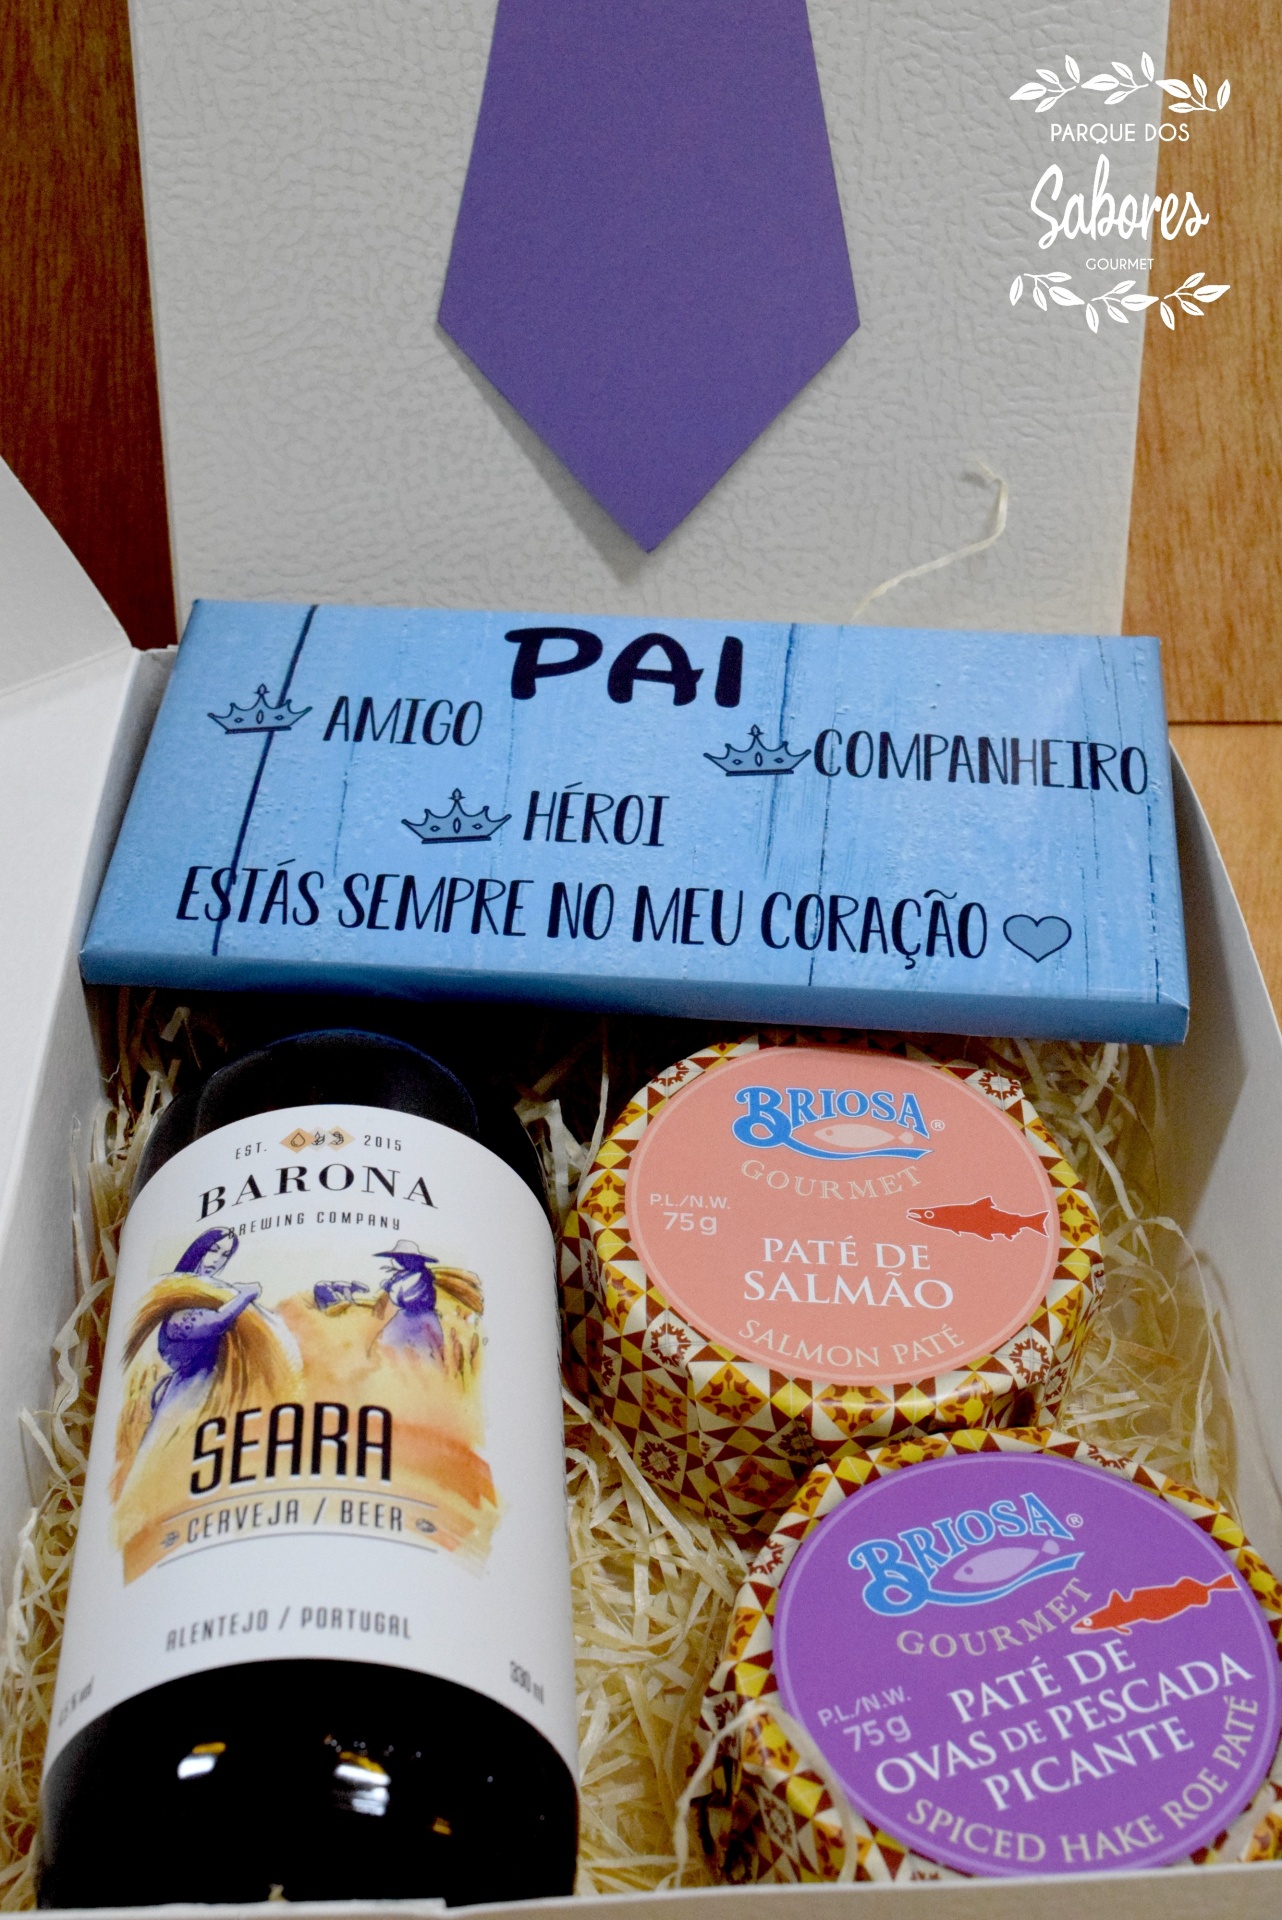 PARQUE DOS
Sabores
GOURMET
PAI
AMIGO
COMPANHEIRO
HÉROI
ESTÁS SEMPRE NO MEU CORAÇÃO
EST. 2015
BARONA
BREWING COMPANY
SEARA
CERVEJA / BEER
ALENTEJO / PORTUGAL
330 ml
BRIOSA®
GOURMET
P.L./N.W.
75 g
PATÉ DE
SALMÃO
SALMON PATÉ
BRIOSA®
GOURMET
P.L./N.W.
75 g
PATÉ DE
OVAS DE PESCADA
PICANTE
SPICED HAKE ROE PATÉ